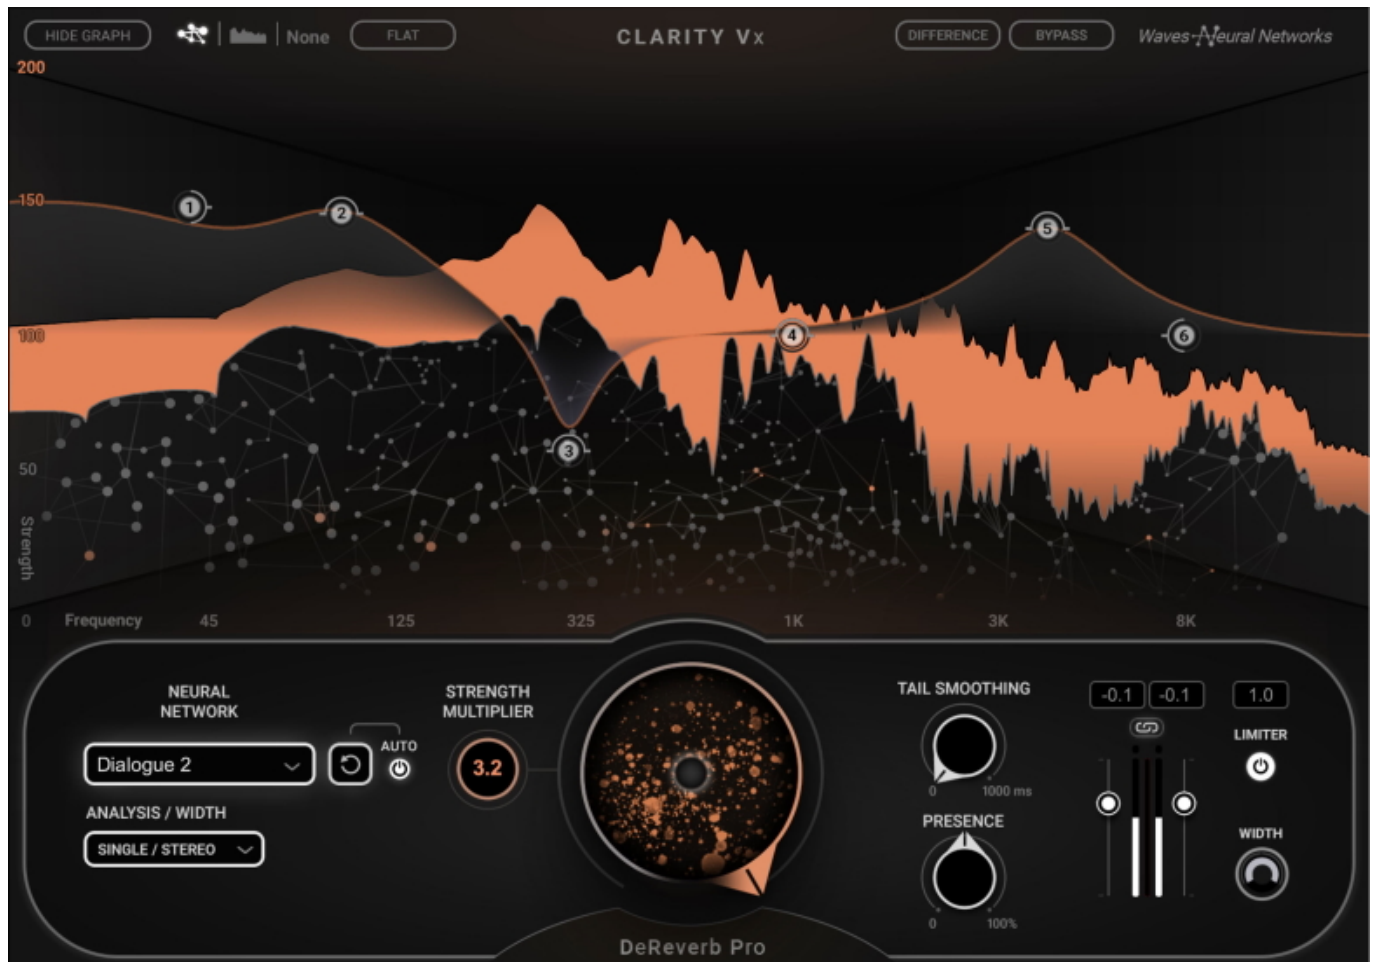 HIDE GRAPH
None
FLAT
CLARITY Vx
DIFFERENCE
BYPASS
Waves Neural Networks
200
150
100
50
Strength
0
Frequency
45
125
325
1K
3K
8K
1
2
3
4
5
6
NEURAL
NETWORK
Dialogue 2
AUTO
ANALYSIS / WIDTH
SINGLE / STEREO
STRENGTH
MULTIPLIER
3.2
TAIL SMOOTHING
0
1000 ms
PRESENCE
0
100%
-0.1
-0.1
1.0
LIMITER
WIDTH
DeReverb Pro